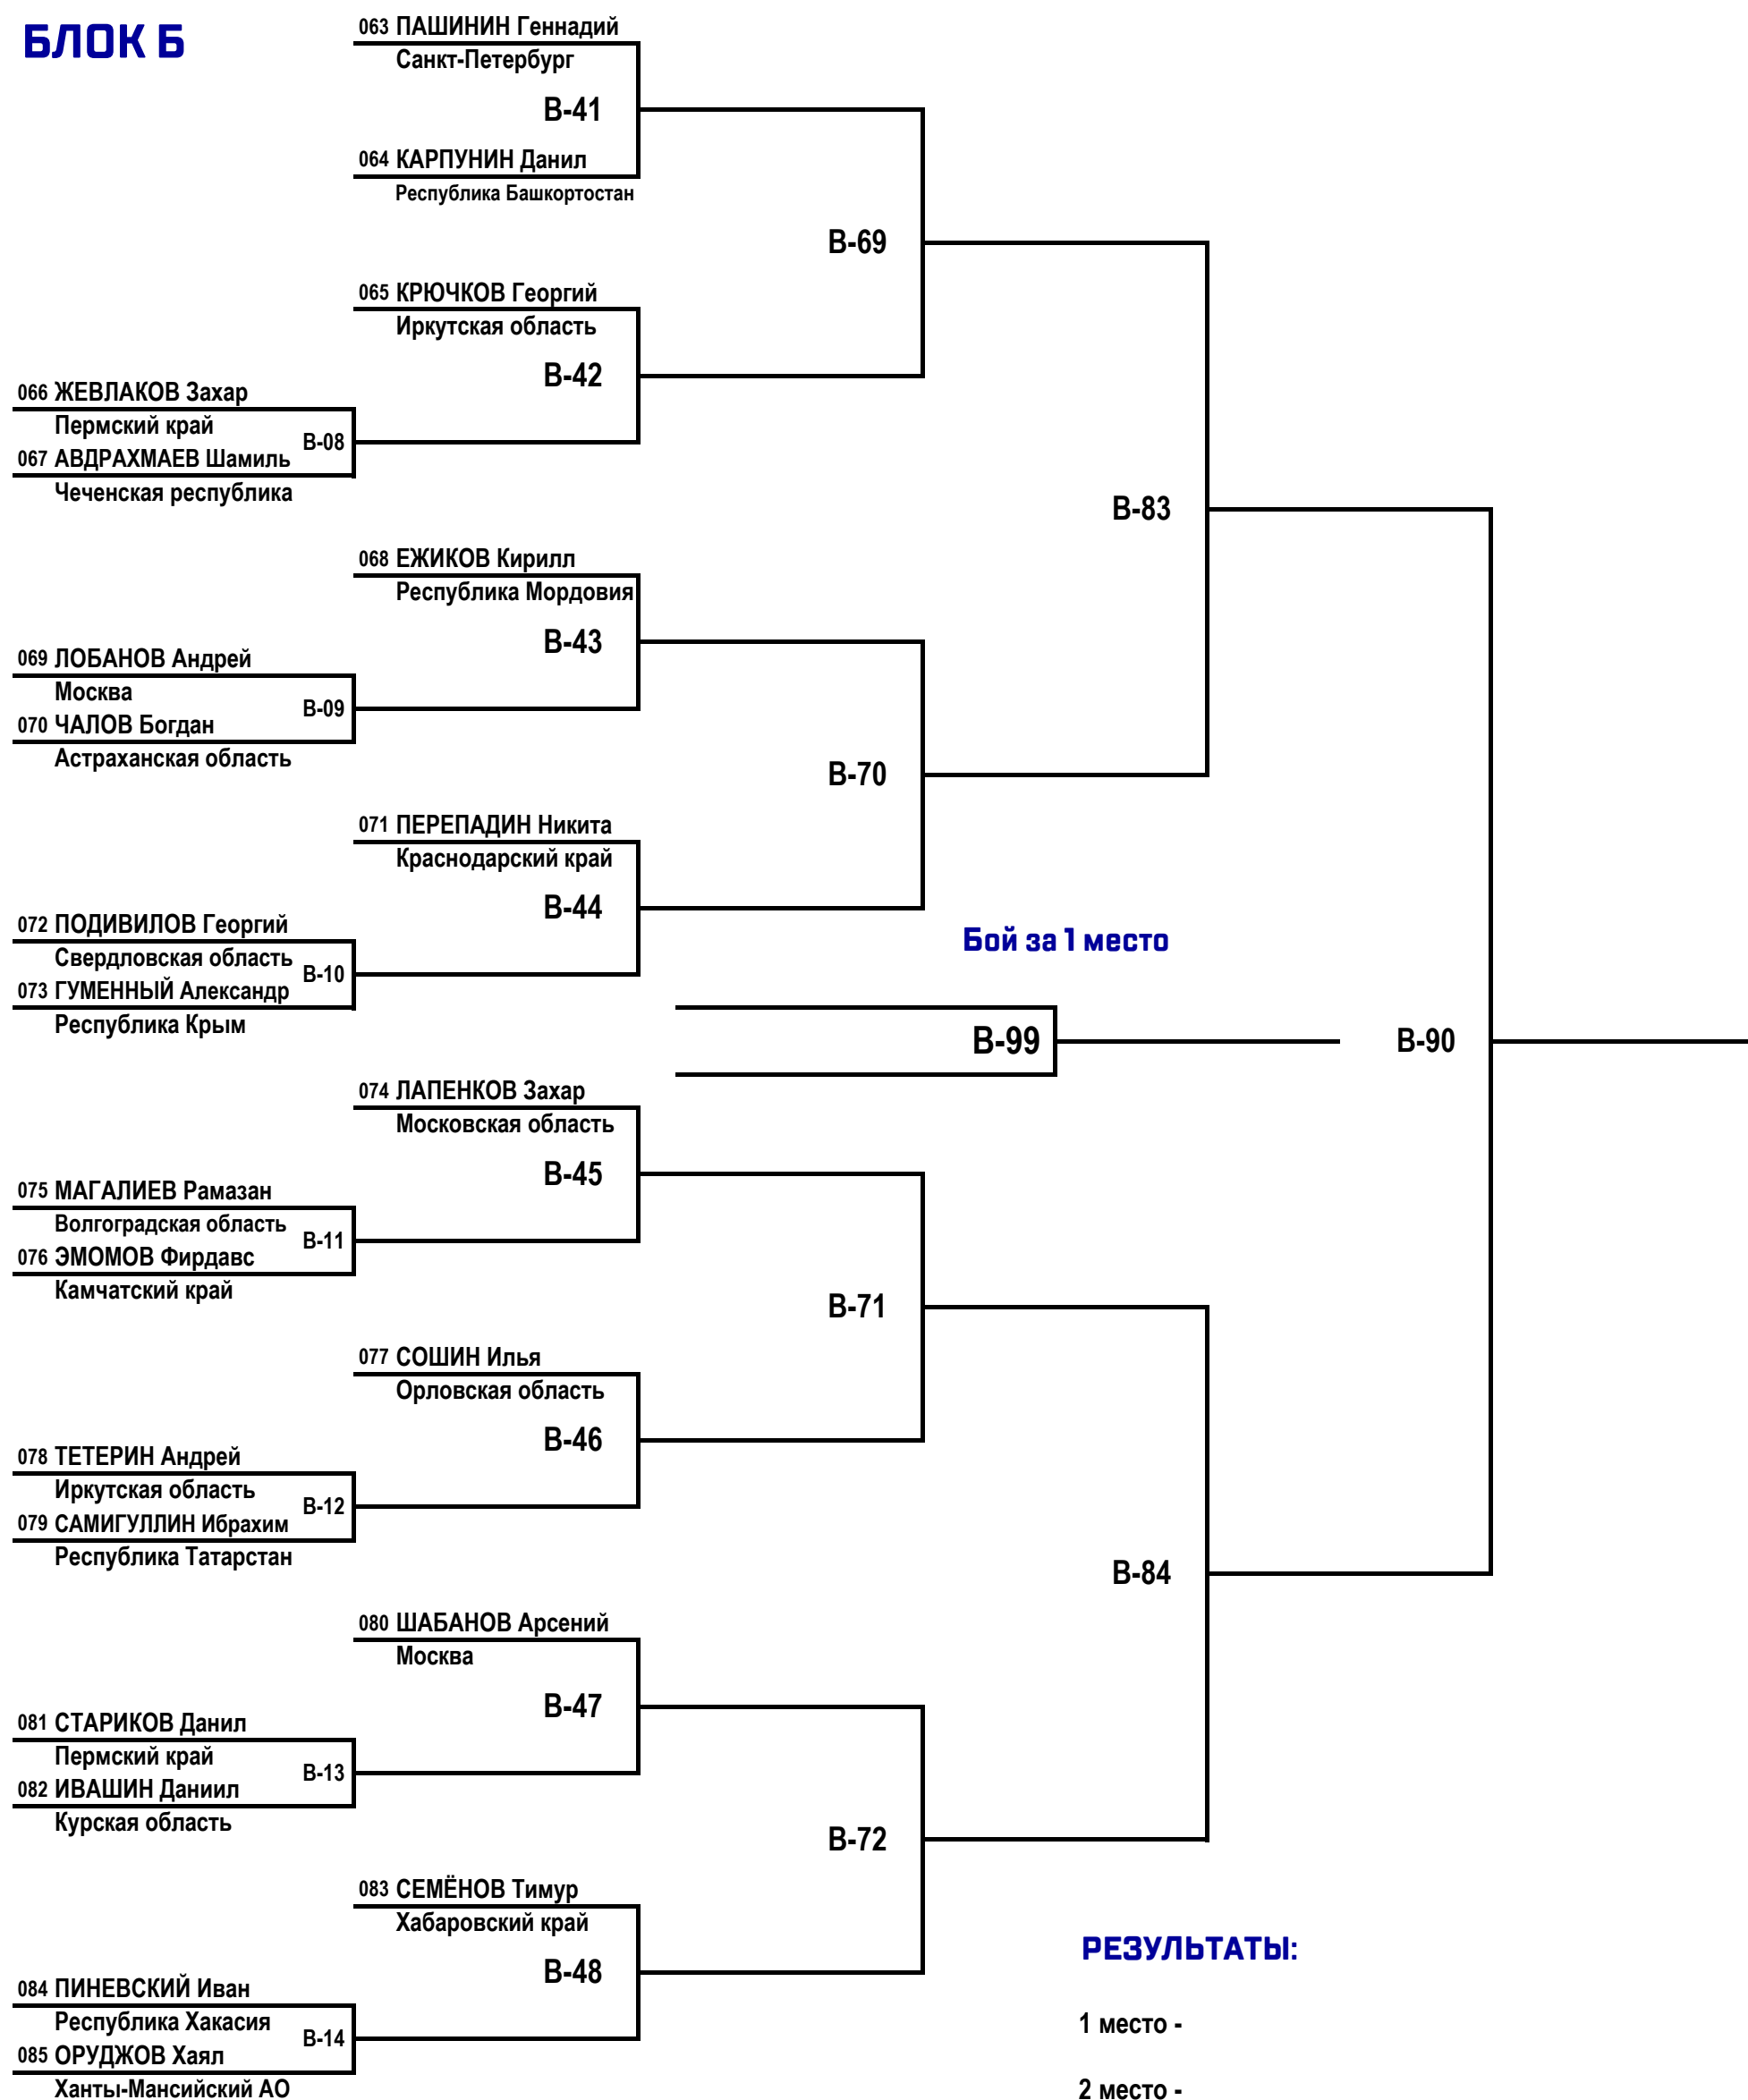 БЛОК Б
063 ПАШИНИН Геннадий
Санкт-Петербург
B-41
064 КАРПУНИН Данил
Республика Башкортостан
B-69
065 КРЮЧКОВ Георгий
Иркутская область
B-42
066 ЖЕВЛАКОВ Захар
Пермский край
B-08
067 АВДРАХМАЕВ Шамиль
Чеченская республика
B-83
068 ЕЖИКОВ Кирилл
Республика Мордовия
B-43
069 ЛОБАНОВ Андрей
Москва
B-09
070 ЧАЛОВ Богдан
Астраханская область
B-70
071 ПЕРЕПАДИН Никита
Краснодарский край
B-44
072 ПОДИВИЛОВ Георгий
Свердловская область
B-10
073 ГУМЕННЫЙ Александр
Республика Крым
Бой за 1 место
B-99
B-90
074 ЛАПЕНКОВ Захар
Московская область
B-45
075 МАГАЛИЕВ Рамазан
Волгоградская область
B-11
076 ЭМОМОВ Фирдавс
Камчатский край
B-71
077 СОШИН Илья
Орловская область
B-46
078 ТЕТЕРИН Андрей
Иркутская область
B-12
079 САМИГУЛЛИН Ибрахим
Республика Татарстан
B-84
080 ШАБАНОВ Арсений
Москва
B-47
081 СТАРИКОВ Данил
Пермский край
B-13
082 ИВАШИН Даниил
Курская область
B-72
083 СЕМЁНОВ Тимур
Хабаровский край
B-48
084 ПИНЕВСКИЙ Иван
Республика Хакасия
B-14
085 ОРУДЖОВ Хаял
Ханты-Мансийский АО
РЕЗУЛЬТАТЫ:
1 место -
2 место -